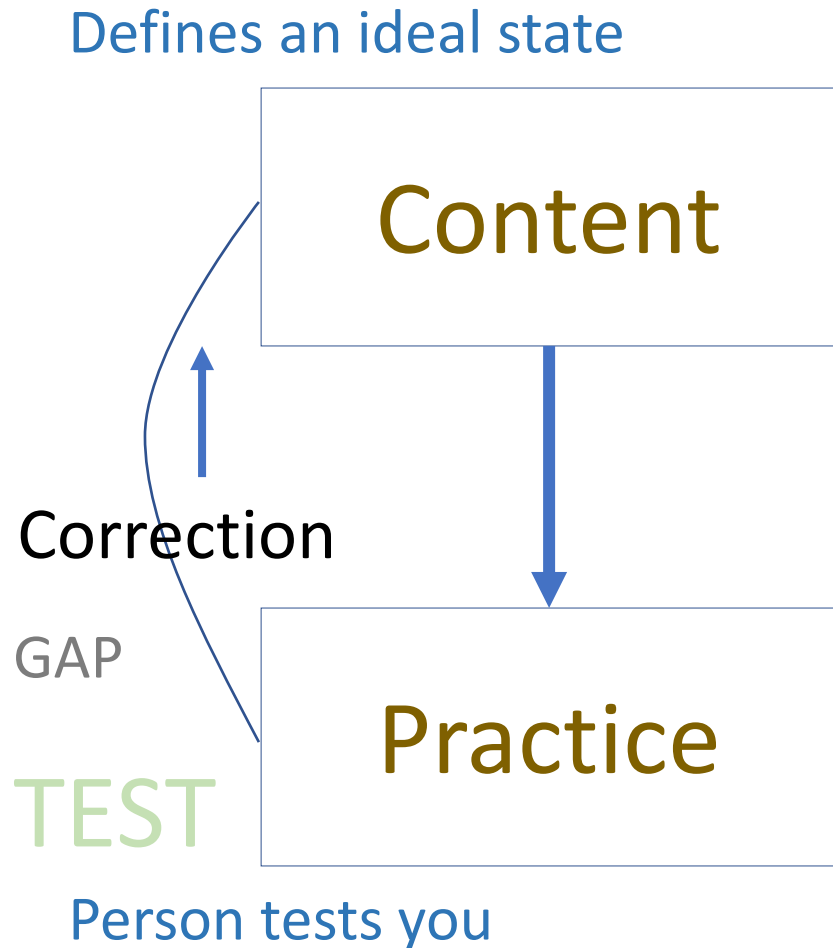 Defines an ideal state
Content
Correction
GAP
Practice
TEST
Person tests you